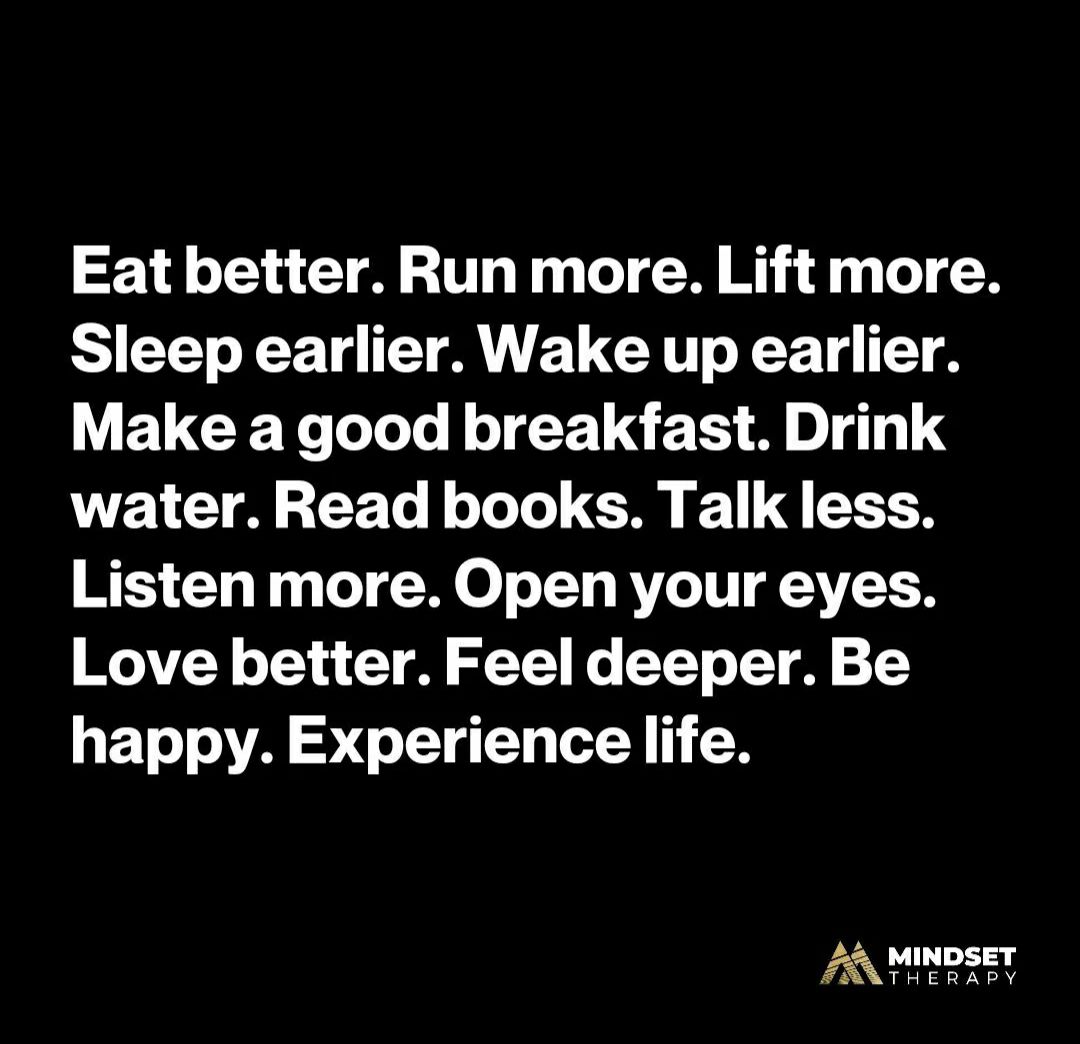 Eat better. Run more. Lift more.
Sleep earlier. Wake up earlier.
Make a good breakfast. Drink
water. Read books. Talk less.
Listen more. Open your eyes.
Love better. Feel deeper. Be
happy. Experience life.
MINDSET
THERAPY